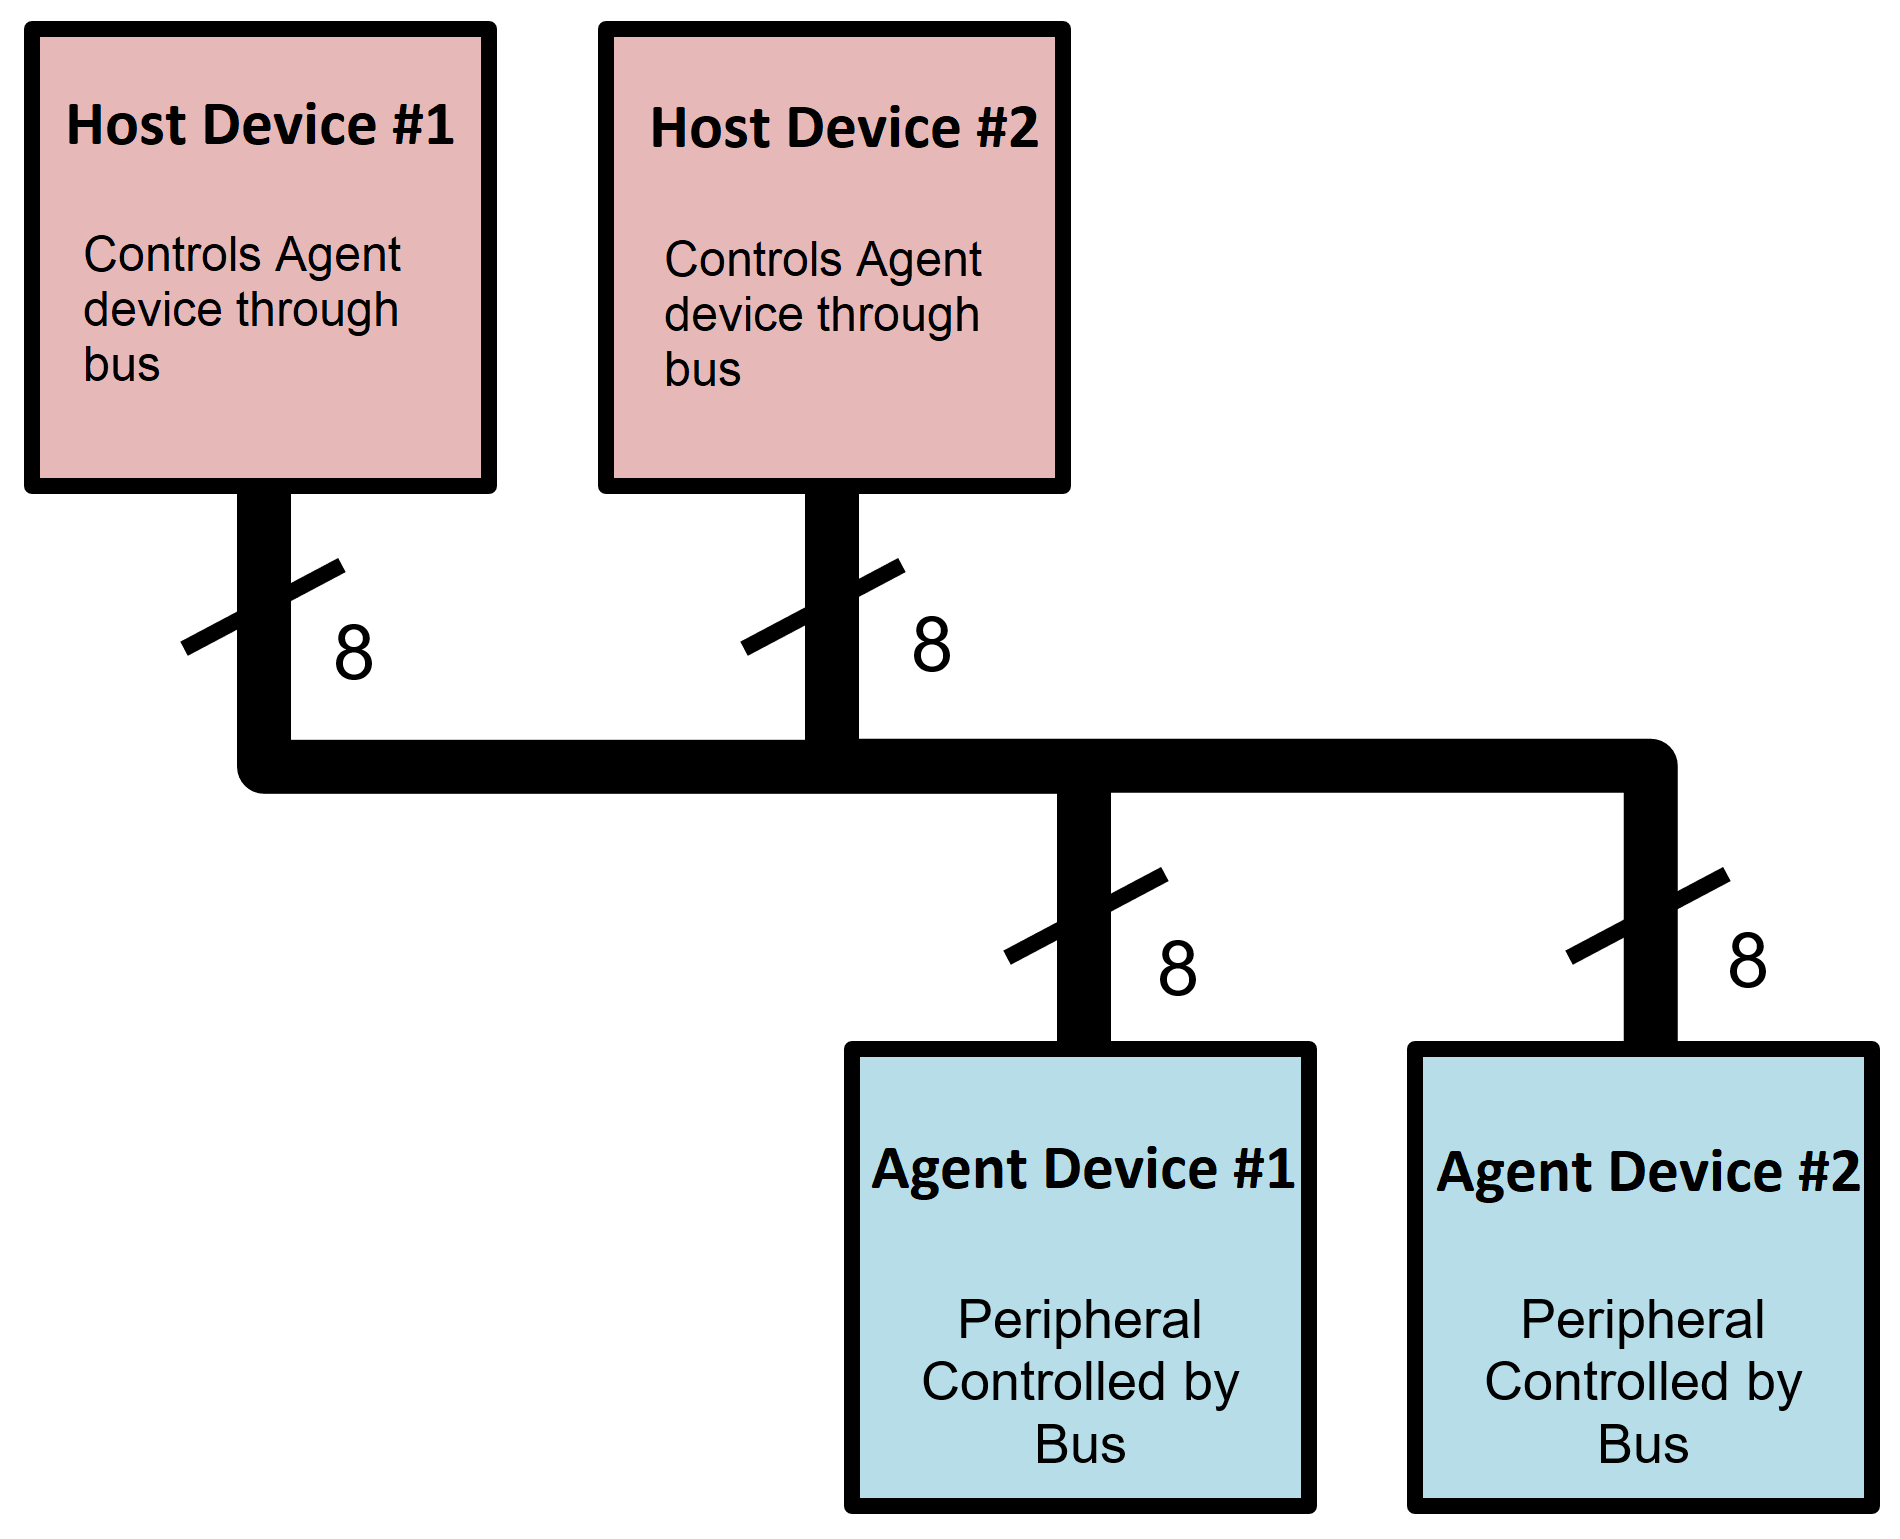 Host Device #1
Controls Agent
device through
bus
Host Device #2
Controls Agent
device through
bus
8
8
8
8
Agent Device #1
Peripheral
Controlled by
Bus
Agent Device #2
Peripheral
Controlled by
Bus